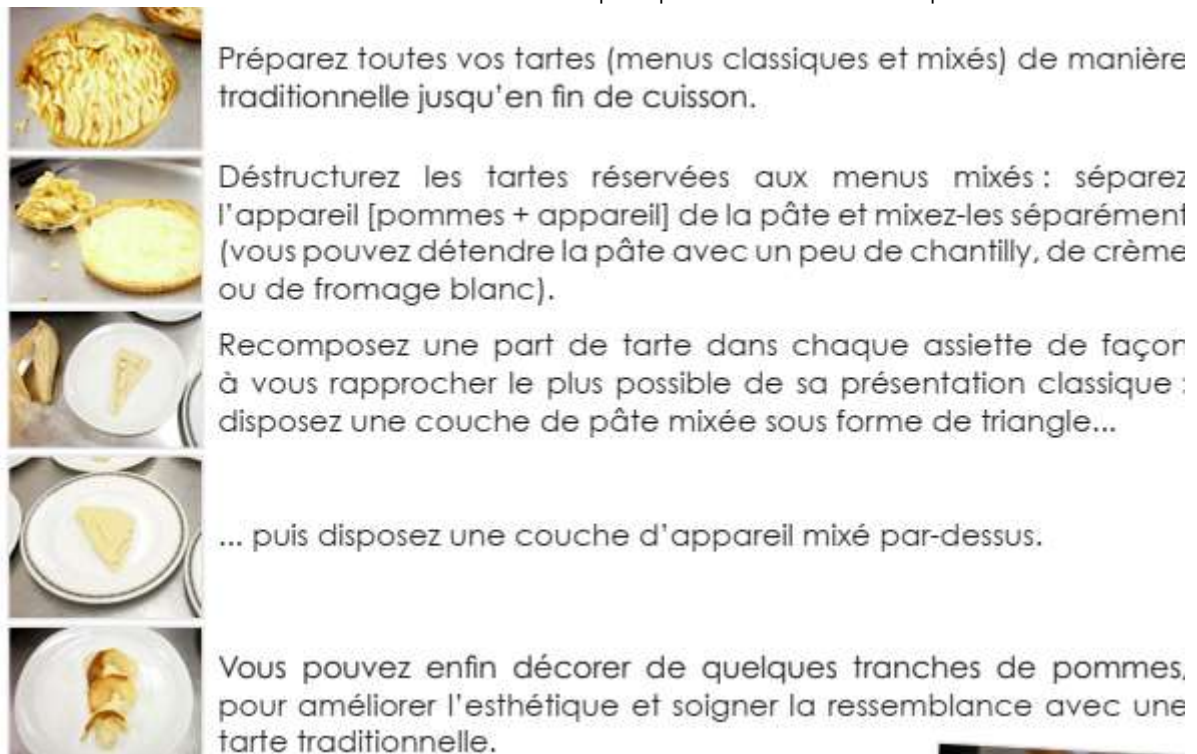 Préparez toutes vos tartes (menus classiques et mixés) de manière
traditionnelle jusqu'en fin de cuisson.
Déstructurez les tartes réservées aux menus mixés : séparez
l'appareil [pommes + appareil] de la pâte et mixez-les séparément
(vous pouvez détendre la pâte avec un peu de chantilly, de crème
ou de fromage blanc).
Recomposez une part de tarte dans chaque assiette de façon
à vous rapprocher le plus possible de sa présentation classique :
disposez une couche de pâte mixée sous forme de triangle...
... puis disposez une couche d'appareil mixé par-dessus.
Vous pouvez enfin décorer de quelques tranches de pommes,
pour améliorer l'esthétique et soigner la ressemblance avec une
tarte traditionnelle.